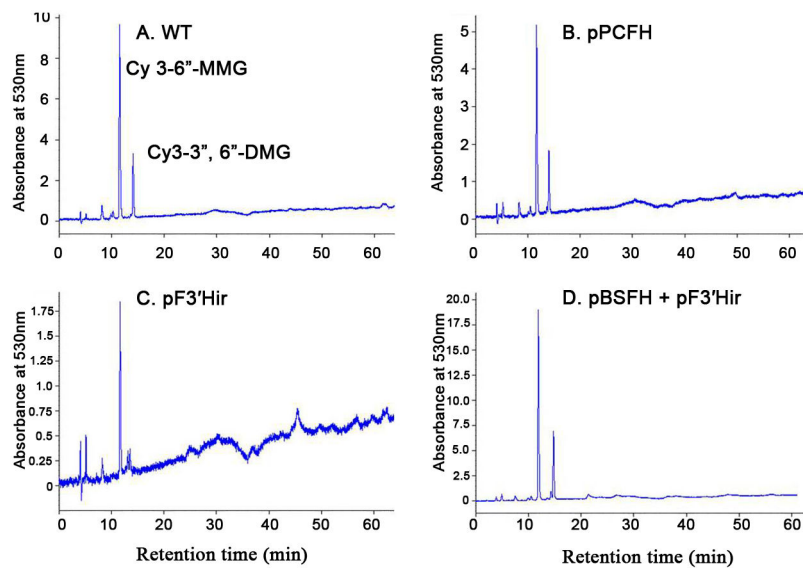 A. WT
Cy 3-6”-MMG
Cy3-3”, 6”-DMG
Absorbance at 530nm
10
8
6
4
2
0
0 10 20 30 40 50 60
B. pPCFH
Absorbance at 530nm
5
4
3
2
1
0
0 10 20 30 40 50 60
C. pF3′Hir
Absorbance at 530nm
1.75
1.5
1.25
1.
0.75
0.5
0.25
0
0 10 20 30 40 50 60
Retention time (min)
D. pBSFH + pF3′Hir
Absorbance at 530nm
20.0
17.5
15.0
12.5
10.0
7.5
5.0
2.5
0
0 10 20 30 40 50 60
Retention time (min)